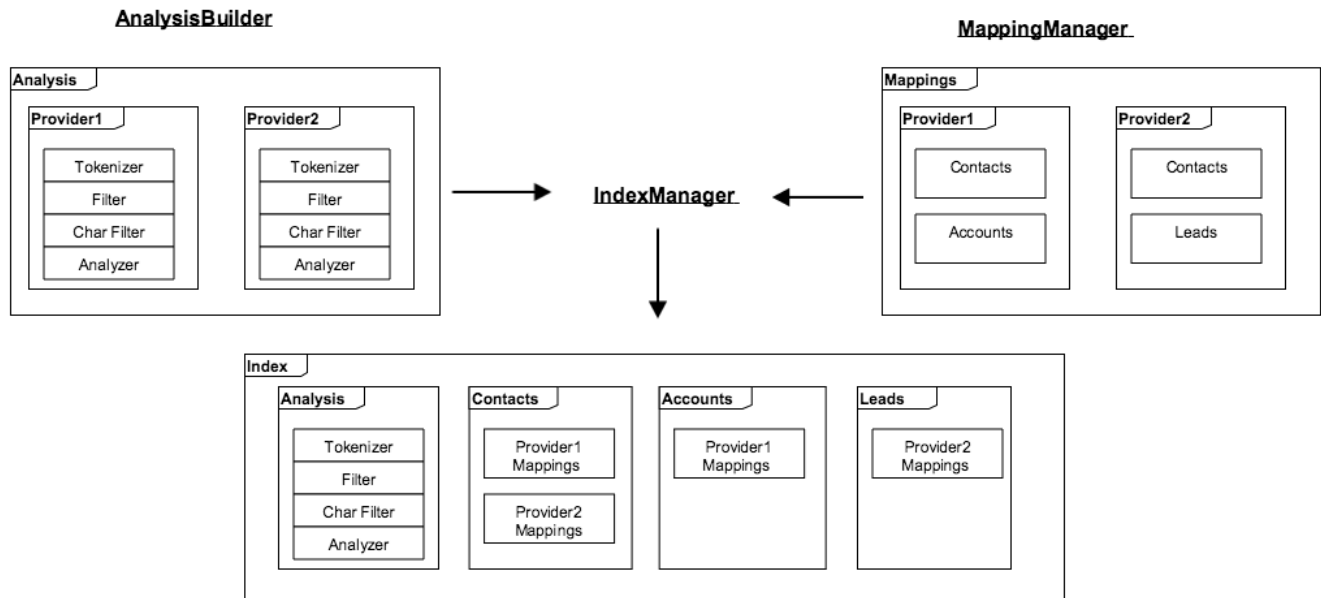 AnalysisBuilder
MappingManager
Analysis
Provider1
Tokenizer
Filter
Char Filter
Analyzer
Provider2
Tokenizer
Filter
Char Filter
Analyzer
IndexManager
Mappings
Provider1
Contacts
Accounts
Provider2
Contacts
Leads
Index
Analysis
Tokenizer
Filter
Char Filter
Analyzer
Contacts
Provider1
Mappings
Provider2
Mappings
Accounts
Provider1
Mappings
Leads
Provider2
Mappings